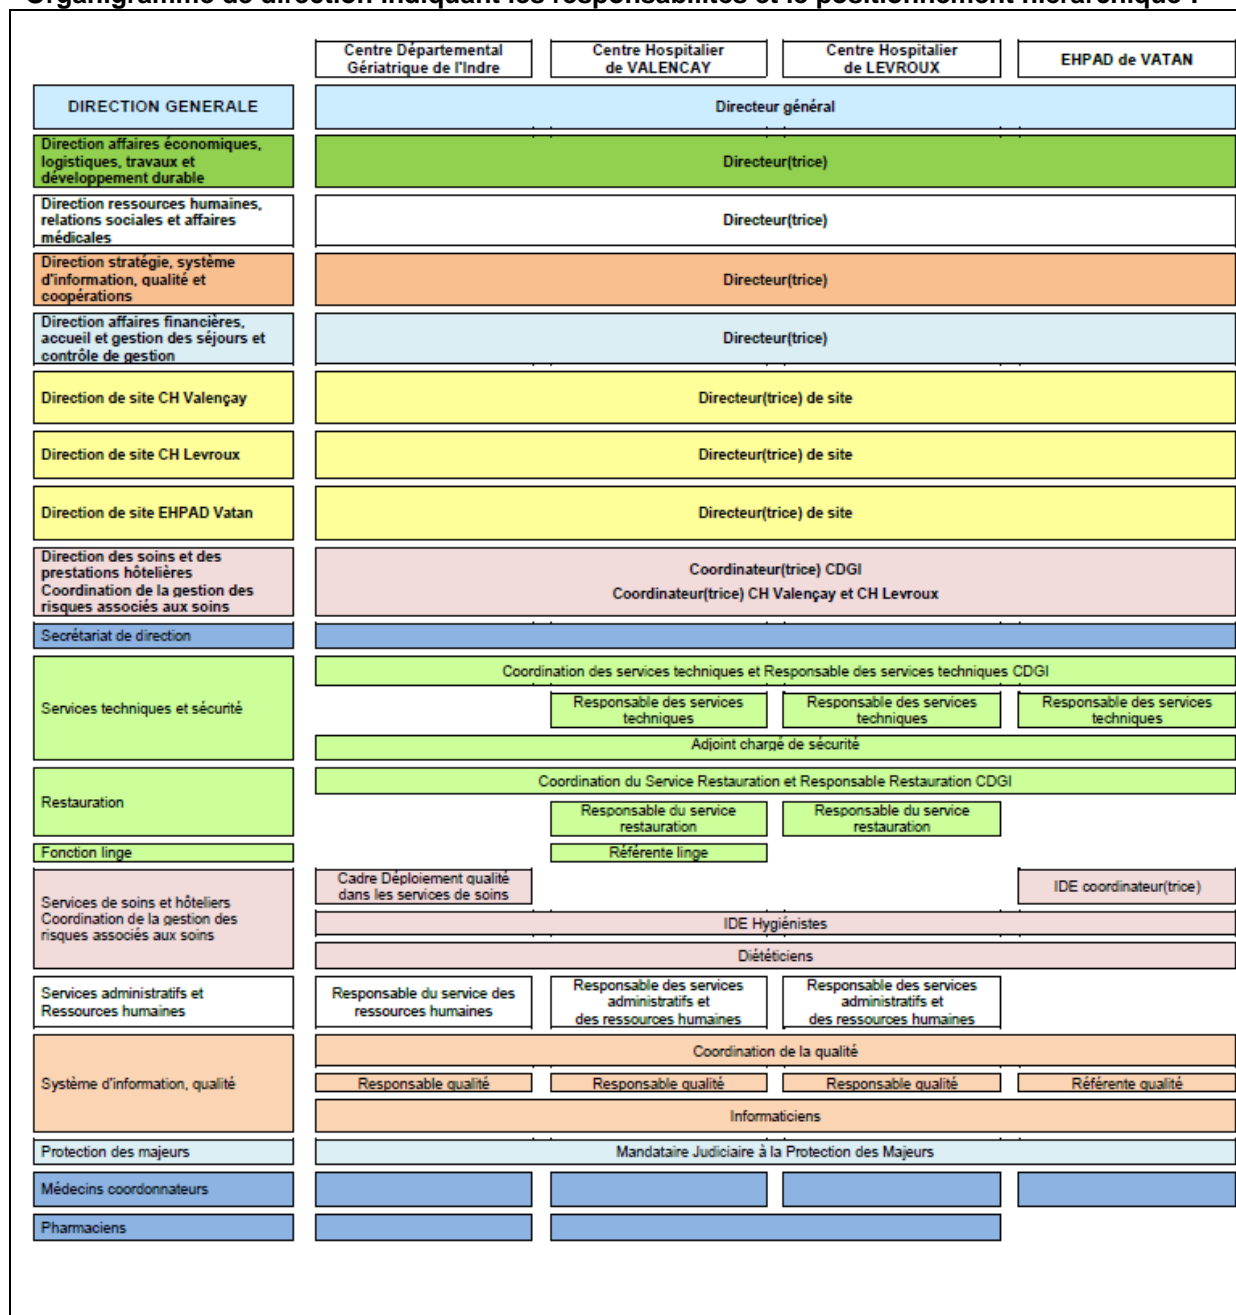 Organigramme de direction indiquant les responsabilités et le positionnement hiérarchique :
Centre Départemental
Gériatrique de l'Indre
Centre Hospitalier
de VALENCAY
Centre Hospitalier
de LEVROUX
EHPAD de VATAN
DIRECTION GENERALE
Directeur général
Direction affaires économiques,
logistiques, travaux et
développement durable
Directeur(trice)
Direction ressources humaines,
relations sociales et affaires
médicales
Directeur(trice)
Direction stratégie, système
d'information, qualité et
coopérations
Directeur(trice)
Direction affaires financières,
accueil et gestion des séjours et
contrôle de gestion
Directeur(trice)
Direction de site CH Valençay
Directeur(trice) de site
Direction de site CH Levroux
Directeur(trice) de site
Direction de site EHPAD Vatan
Directeur(trice) de site
Direction des soins et des
prestations hôtelières
Coordination de la gestion des
risques associés aux soins
Coordinateur(trice) CDGI
Coordinateur(trice) CH Valençay et CH Levroux
Secrétariat de direction
Services techniques et sécurité
Coordination des services techniques et Responsable des services techniques CDGI
Responsable des services
techniques
Responsable des services
techniques
Responsable des services
techniques
Adjoint chargé de sécurité
Restauration
Coordination du Service Restauration et Responsable Restauration CDGI
Responsable du service
restauration
Responsable du service
restauration
Fonction linge
Référente linge
Services de soins et hôteliers
Coordination de la gestion des
risques associés aux soins
Cadre Déploiement qualité
dans les services de soins
IDE coordinateur(trice)
IDE Hygiénistes
Diététiciens
Services administratifs et
Ressources humaines
Responsable du service des
ressources humaines
Responsable des services
administratifs et
des ressources humaines
Responsable des services
administratifs et
des ressources humaines
Système d'information, qualité
Coordination de la qualité
Responsable qualité
Responsable qualité
Responsable qualité
Référente qualité
Informaticiens
Protection des majeurs
Mandataire Judiciaire à la Protection des Majeurs
Médecins coordonnateurs
Pharmaciens